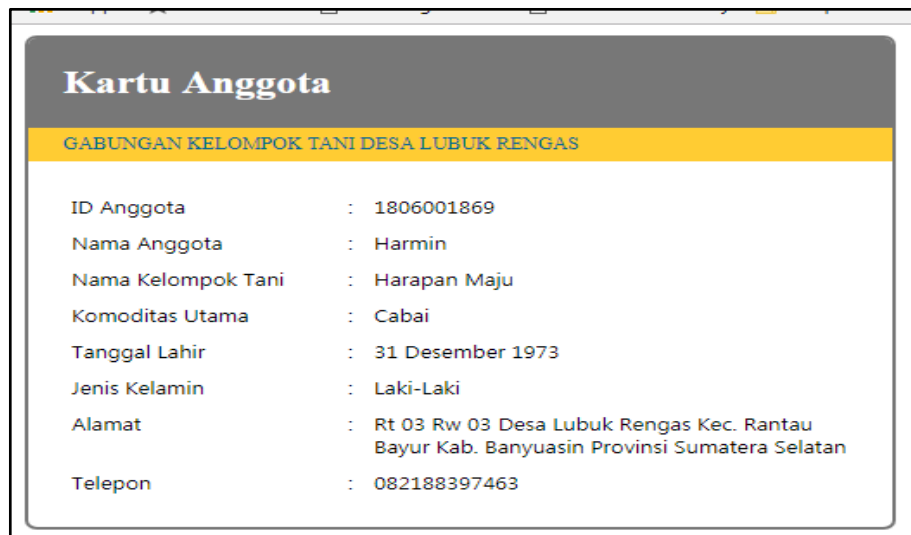 Kartu Anggota
GABUNGAN KELOMPOK TANI DESA LUBUK RENGAS
ID Anggota : 1806001869
Nama Anggota : Harmin
Nama Kelompok Tani : Harapan Maju
Komoditas Utama : Cabai
Tanggal Lahir : 31 Desember 1973
Jenis Kelamin : Laki-Laki
Alamat : Rt 03 Rw 03 Desa Lubuk Rengas Kec. Rantau
Bayur Kab. Banyuasin Provinsi Sumatera Selatan
Telepon : 082188397463